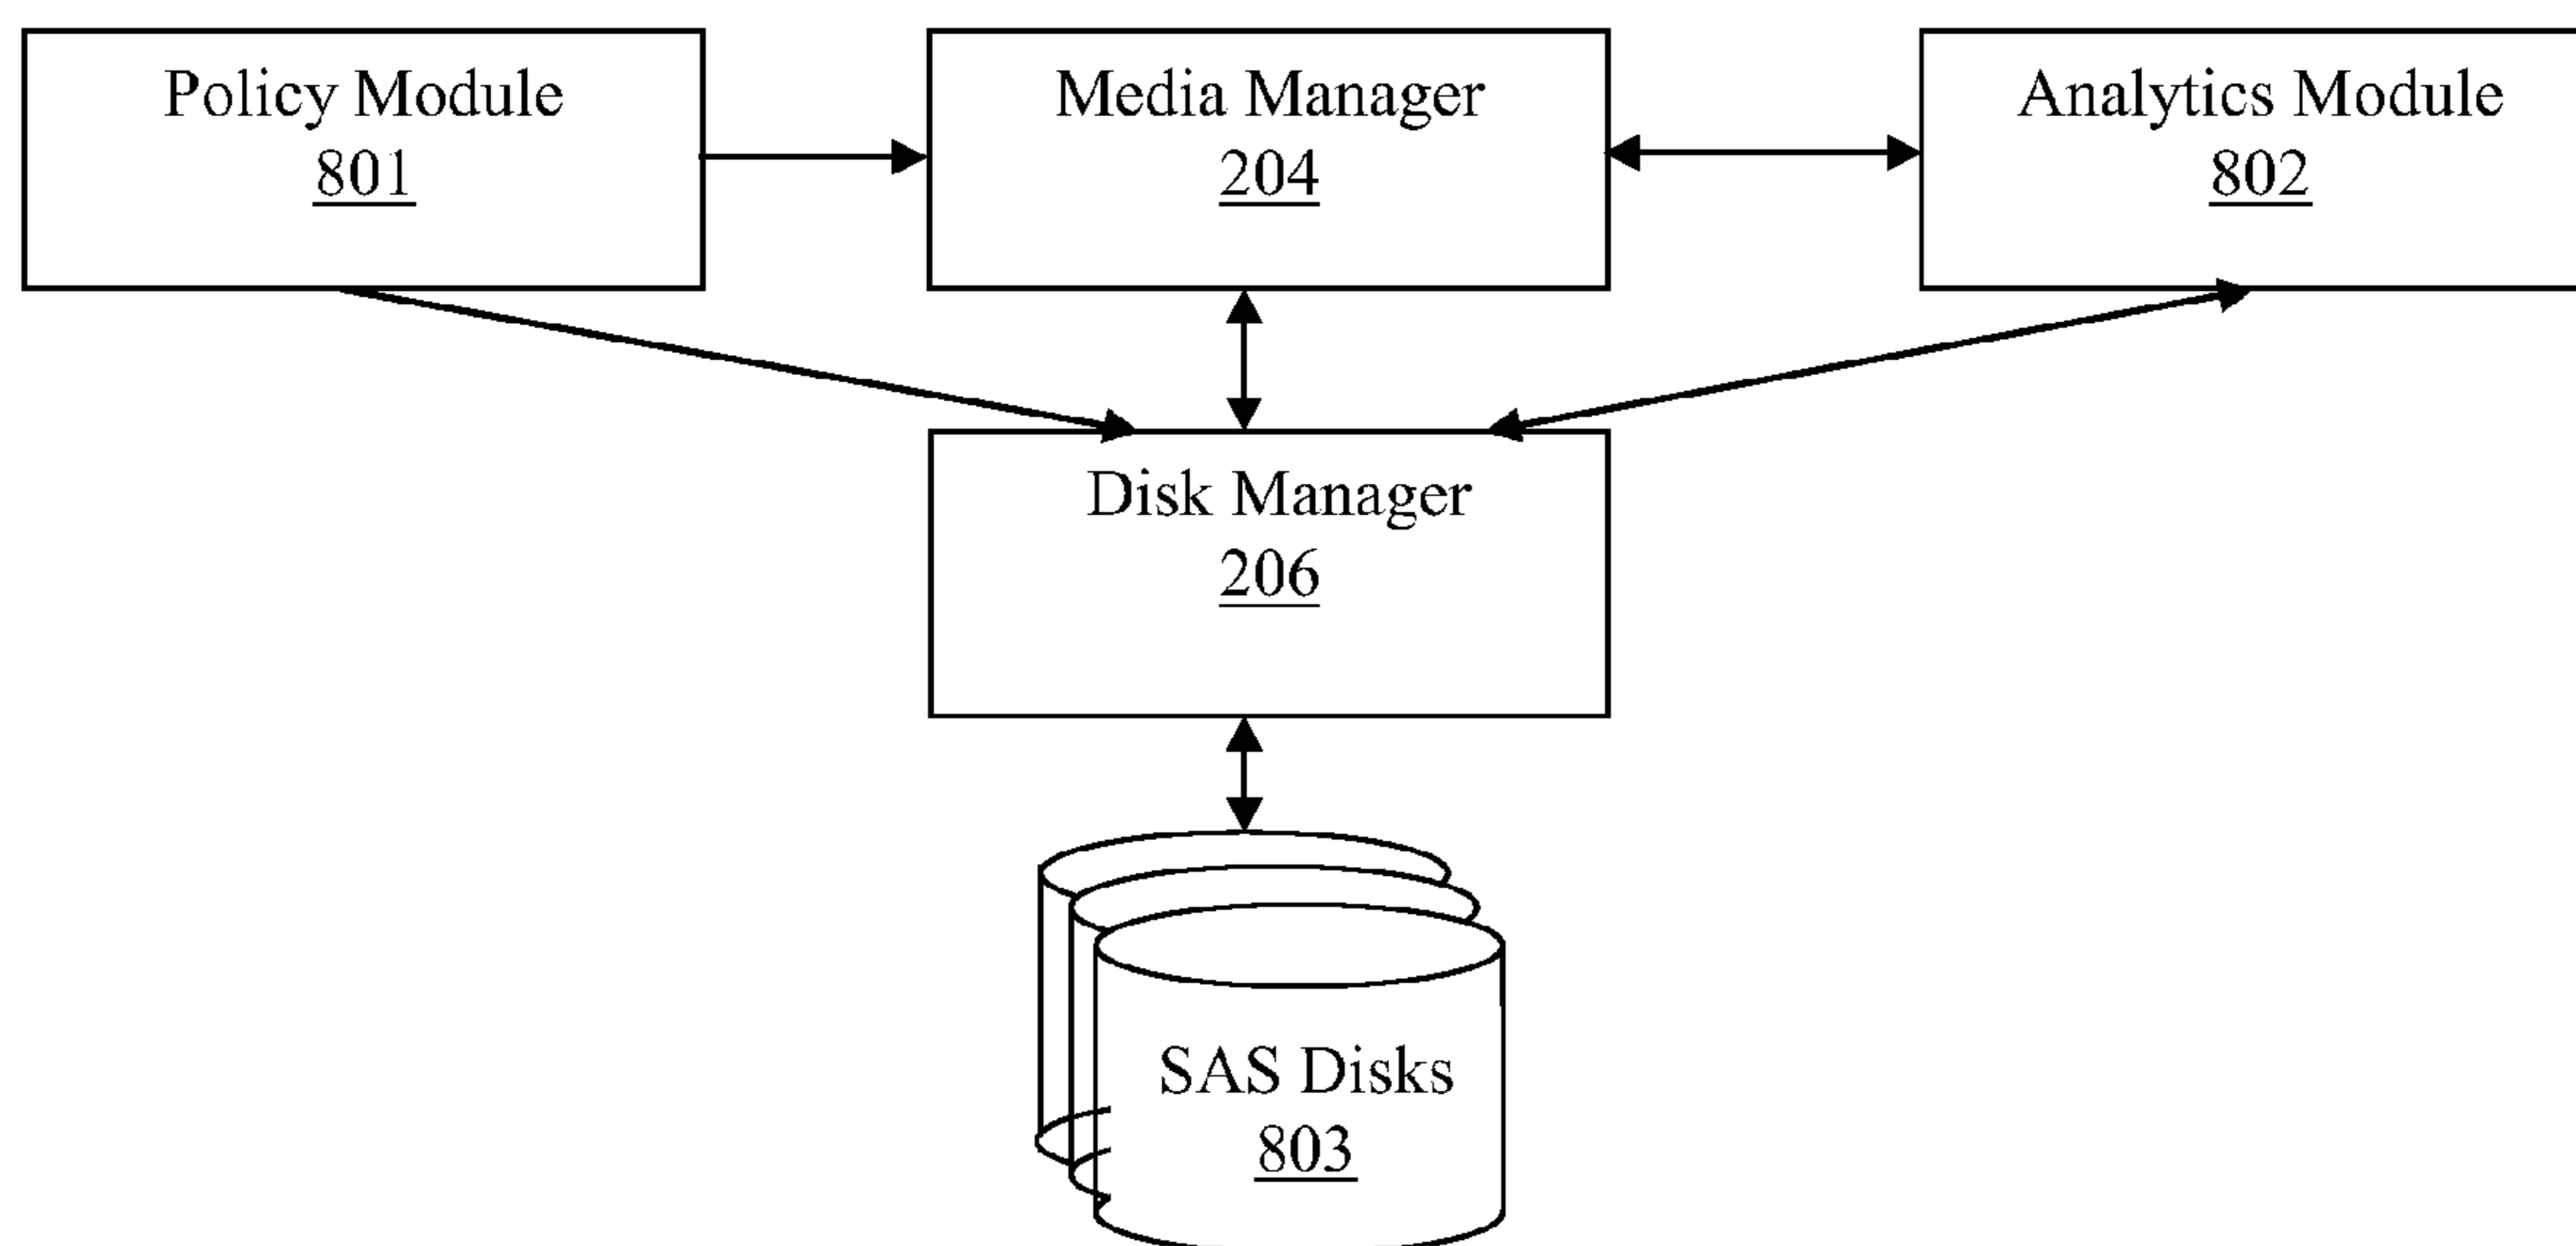 Policy Module
801
Media Manager
204
Analytics Module
802
Disk Manager
206
SAS Disks
803